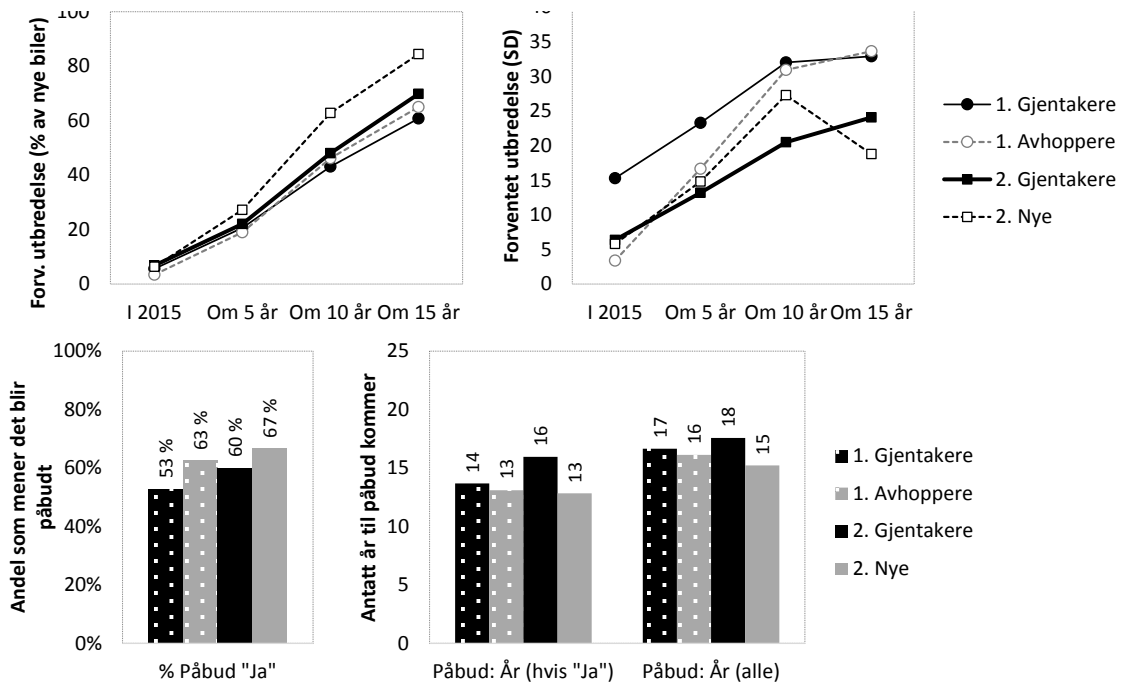 Forv. utbredelse (% av nye biler)
100
80
60
40
20
0
I 2015 Om 5 år Om 10 år Om 15 år
Forventet utbredelse (SD)
40
35
30
25
20
15
10
5
0
I 2015 Om 5 år Om 10 år Om 15 år
1. Gjentakere
1. Avhoppere
2. Gjentakere
2. Nye
Andel som mener det blir
påbudt
100%
80%
60%
40%
20%
0%
53 %
63 %
60 %
67 %
% Påbud "Ja"
Antatt år til påbud kommer
25
20
15
10
5
0
14
13
16
13
17
16
18
15
Påbud: År (hvis "Ja") Påbud: År (alle)
1. Gjentakere
1. Avhoppere
2. Gjentakere
2. Nye